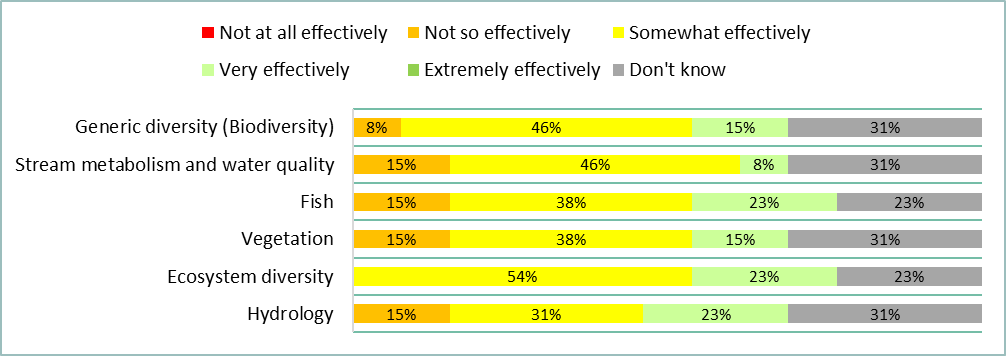 Not at all effectively Not so effectively Somewhat effectively
Very effectively Extremely effectively Don't know
Generic diversity (Biodiversity) 8% 46% 15% 31%
Stream metabolism and water quality 15% 46% 8% 31%
Fish 15% 38% 23% 23%
Vegetation 15% 38% 15% 31%
Ecosystem diversity 54% 23% 23%
Hydrology 15% 31% 23% 31%